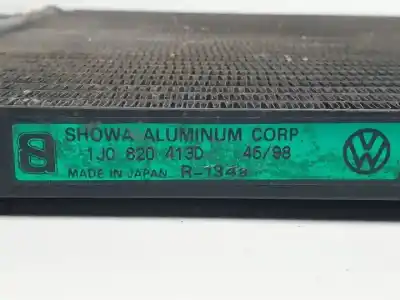 SHOWA ALUMINUM CORP.
1J0 820 413D 46/98
MADE IN JAPAN R-134a